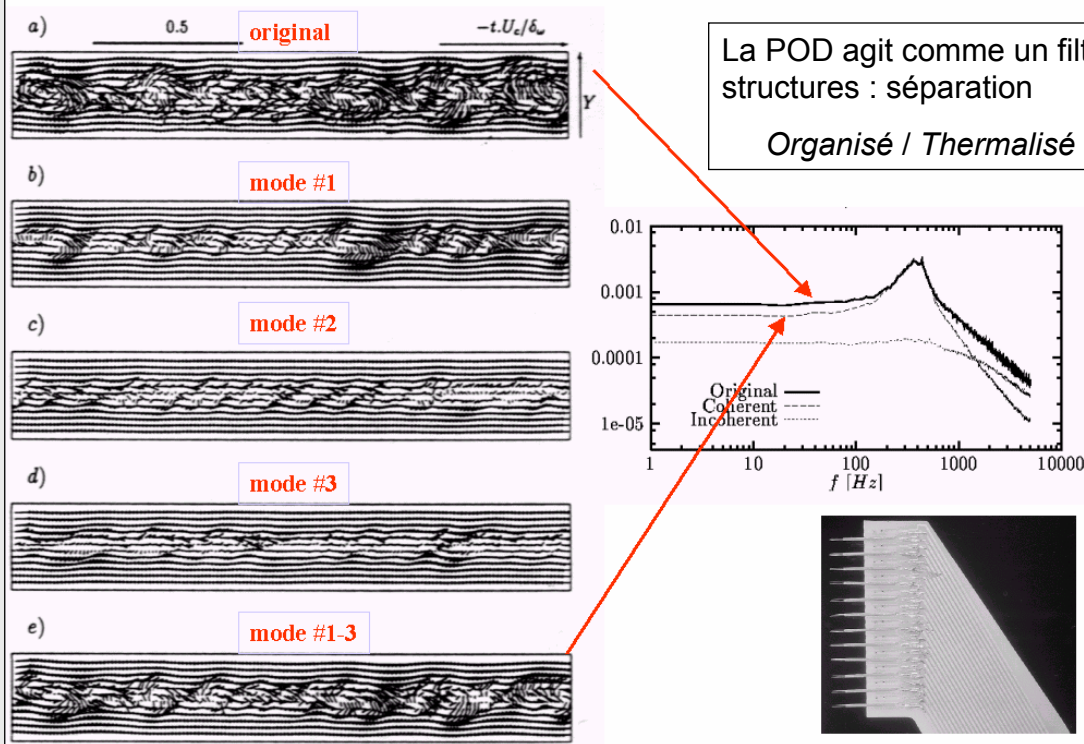 a)
0.5
original
−t.U_c/δ_w
Y
b)
mode #1
c)
mode #2
d)
mode #3
e)
mode #1-3
La POD agit comme un filt
structures : séparation
Organisé / Thermalisé
0.01
0.001
0.0001
1e-05
Original
Coherent
Incoherent
1
10
100
1000
10000
f [Hz]